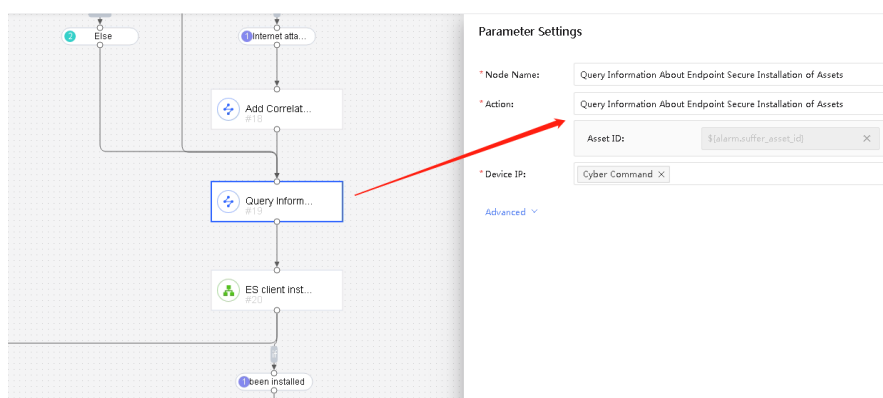 2 Else
1 Internet atta...
Add Correlat...
#18
Query Inform...
#19
ES client inst...
#20
1 been installed
Parameter Settings
* Node Name: Query Information About Endpoint Secure Installation of Assets
* Action: Query Information About Endpoint Secure Installation of Assets
Asset ID: ${alarm.suffer_asset_id} ×
* Device IP: Cyber Command ×
Advanced